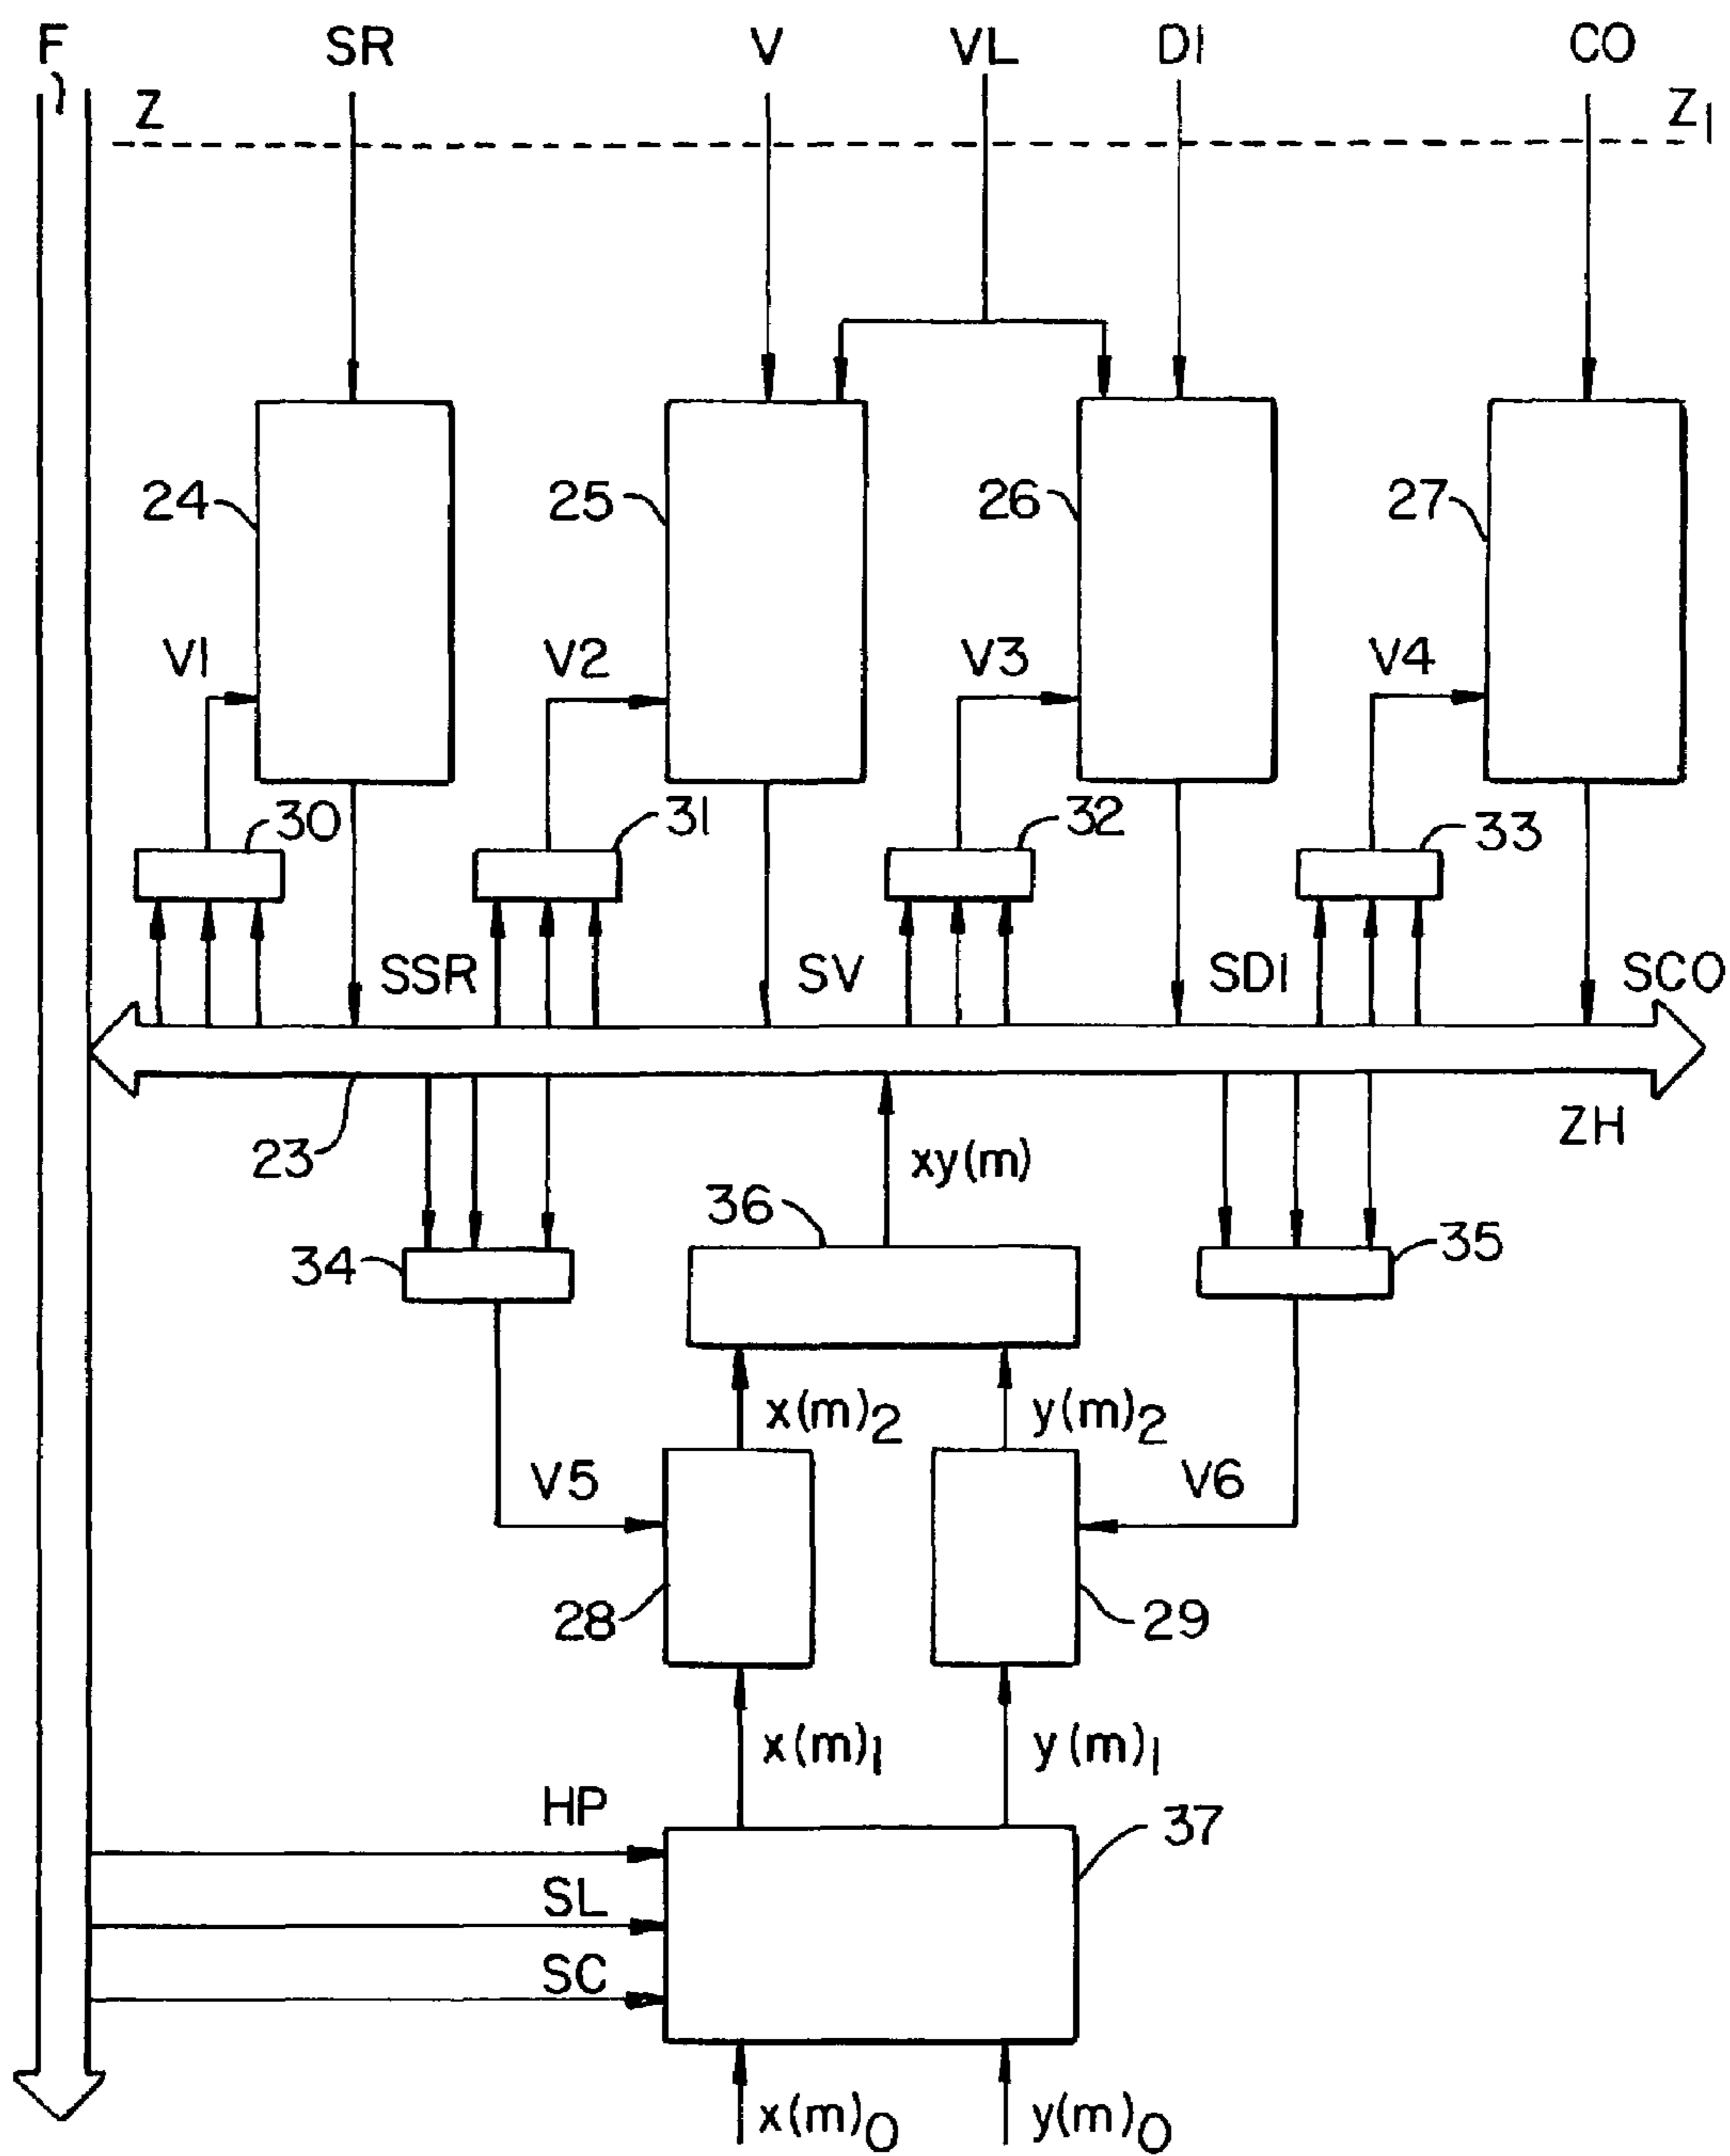 F SR V VL DI CO
Z Z1
24 25 26 27
V1 V2 V3 V4
30 31 32 33
SSR SV SDI SCO
23 xy(m) ZH
36
34 35
x(m)2 y(m)2
V5 V6
28 29
x(m)1 y(m)1
HP 37
SL
SC
x(m)0 y(m)0